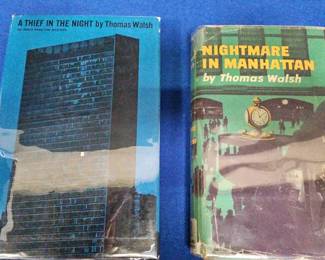 A THIEF IN THE NIGHT by Thomas Walsh
NIGHTMARE
IN MANHATTAN
by Thomas Walsh